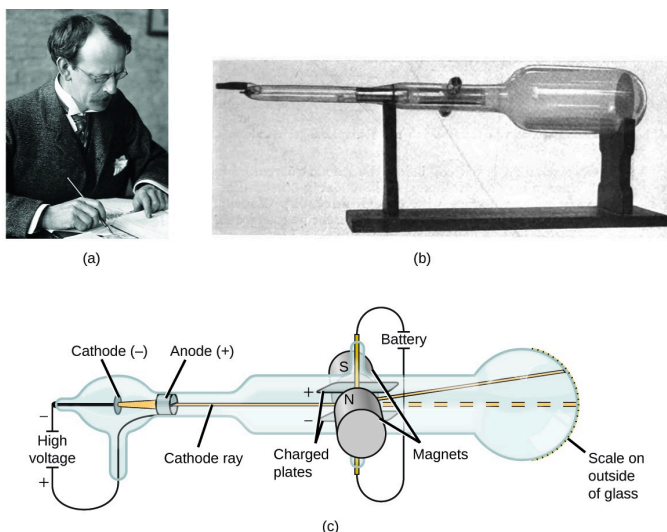 (a)
(b)
Cathode (–)
Anode (+)
Battery
S
+
N
–
–
High
voltage
+
Cathode ray
Charged
plates
Magnets
Scale on
outside
of glass
(c)